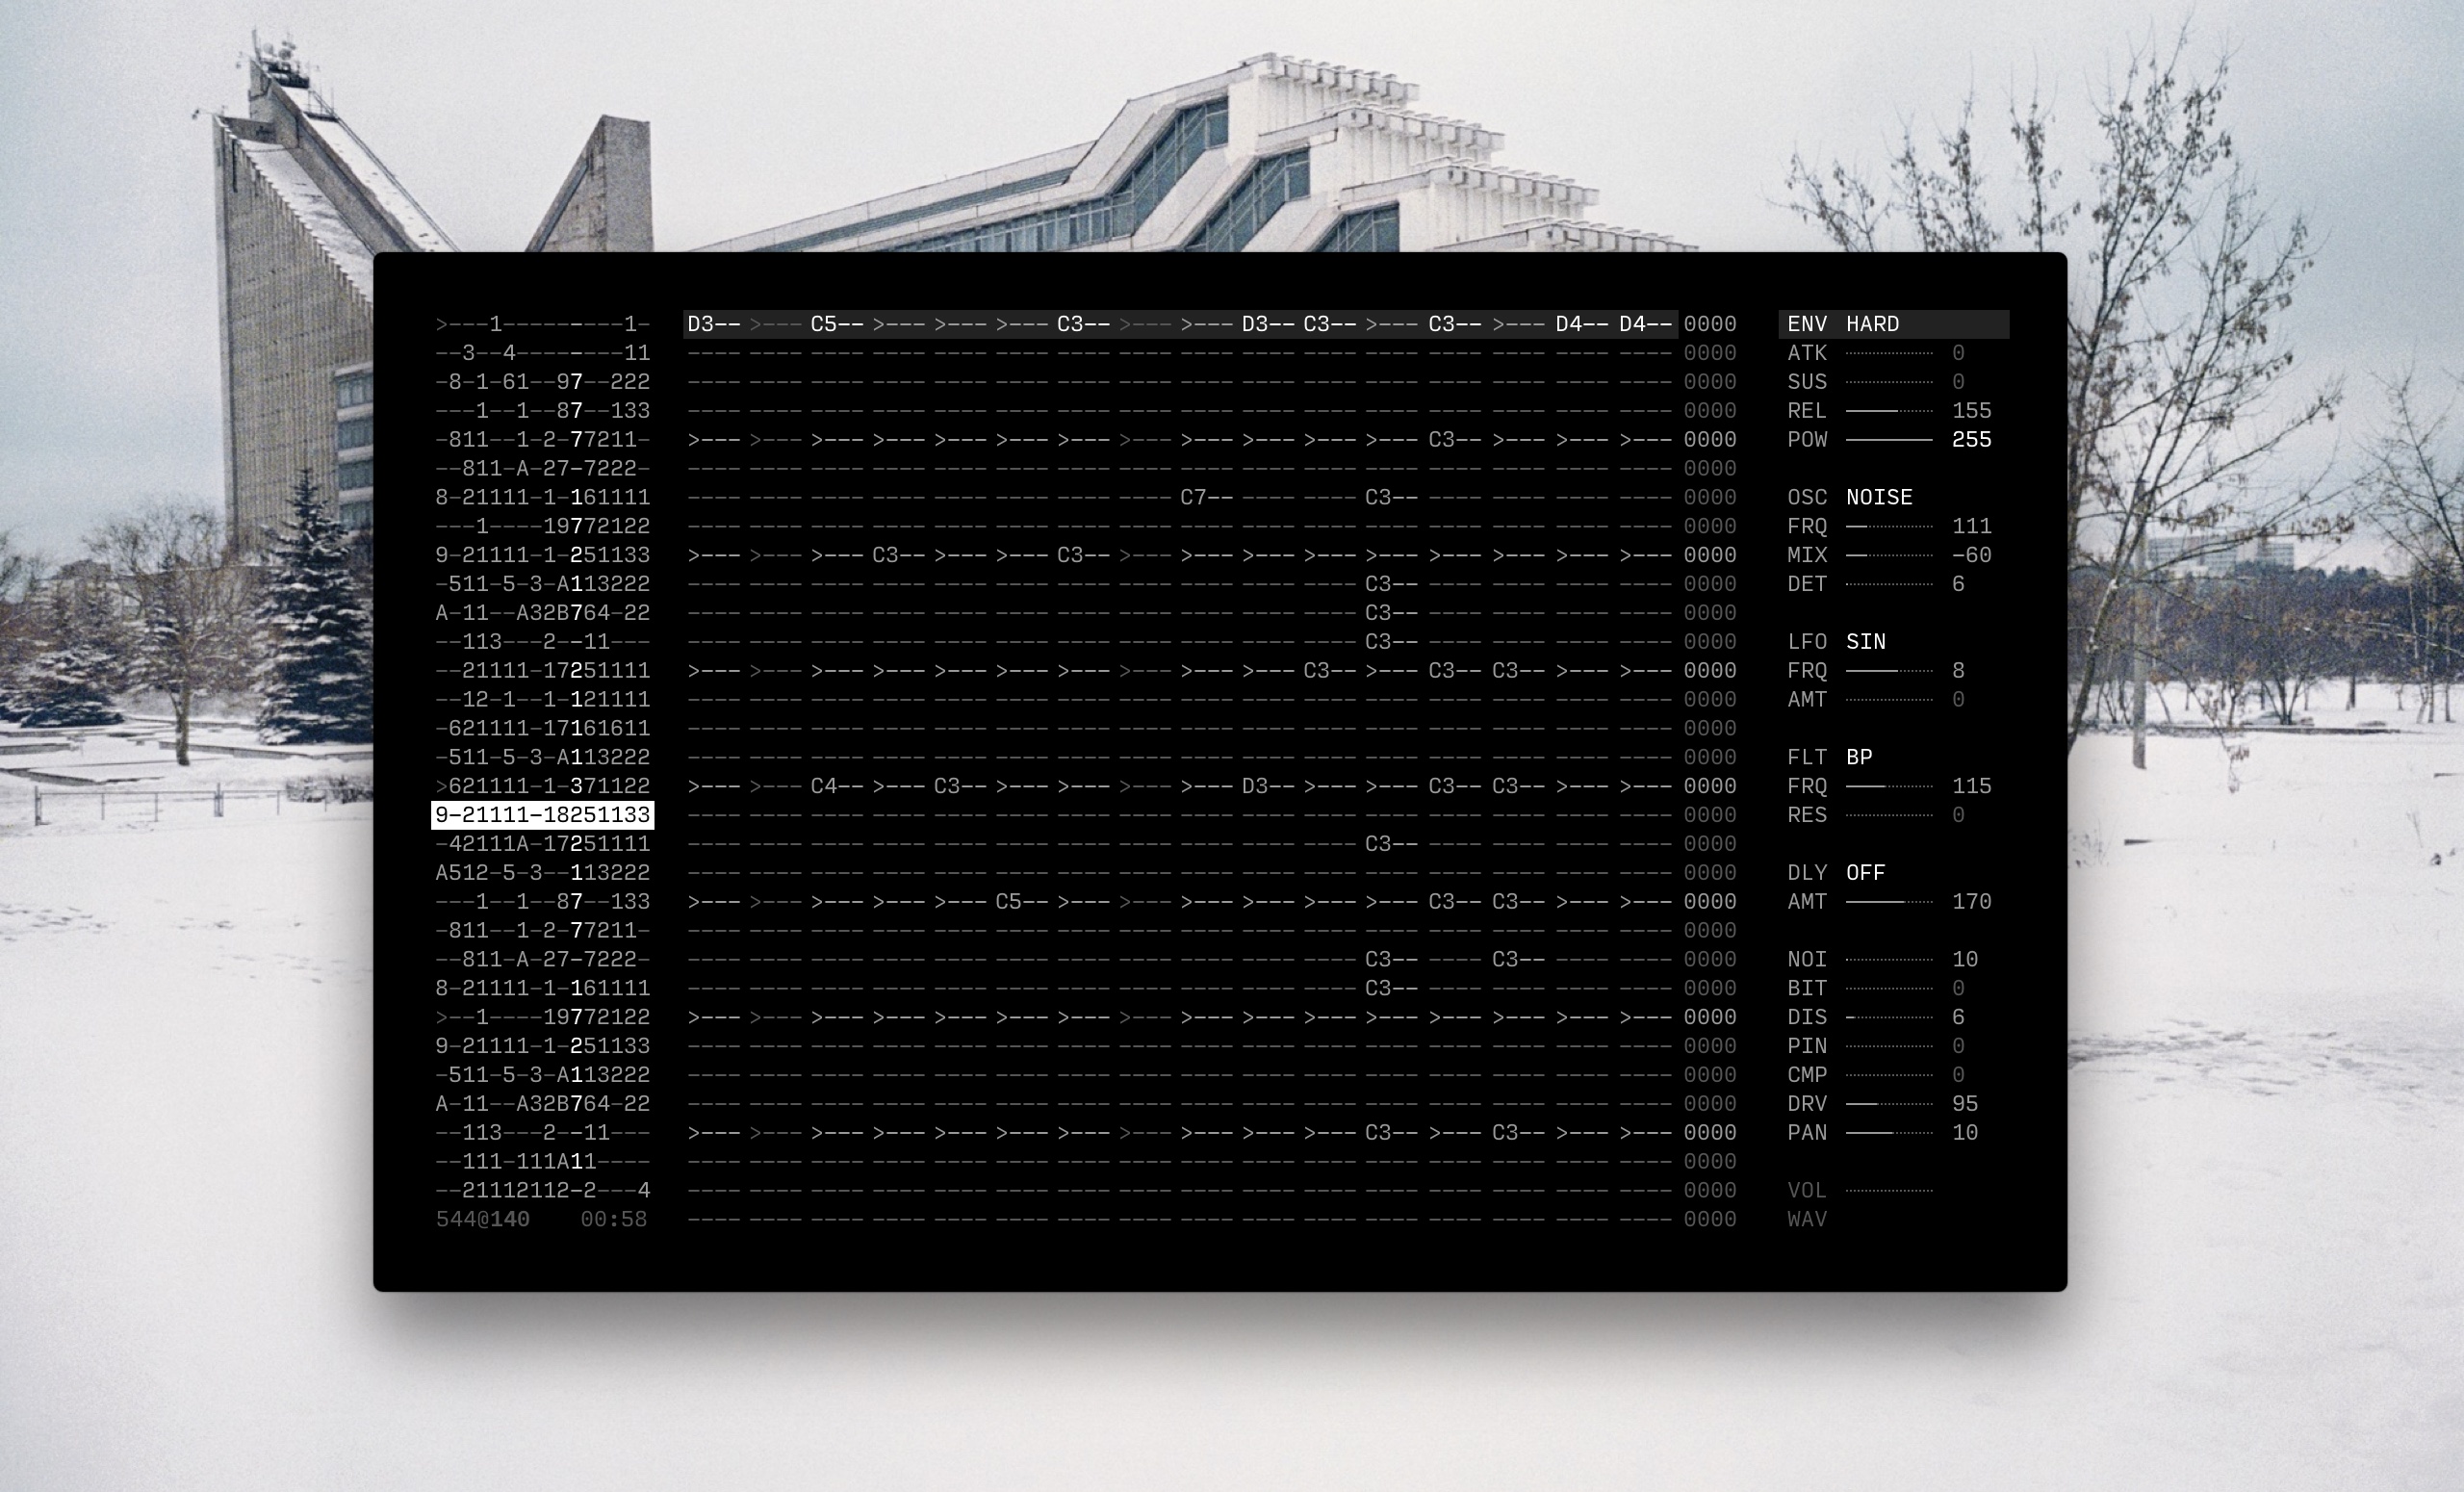 >---1---------1- D3-- >--- C5-- >--- >--- >--- C3-- >--- >--- D3-- C3-- >--- C3-- >--- D4-- D4-- 0000 ENV HARD
--3--4--------11 ---- ---- ---- ---- ---- ---- ---- ---- ---- ---- ---- ---- ---- ---- ---- ---- 0000 ATK 0
-8-1-61--97--222 ---- ---- ---- ---- ---- ---- ---- ---- ---- ---- ---- ---- ---- ---- ---- ---- 0000 SUS 0
---1--1--87--133 ---- ---- ---- ---- ---- ---- ---- ---- ---- ---- ---- ---- ---- ---- ---- ---- 0000 REL 155
-811--1-2-77211- >--- >--- >--- >--- >--- >--- >--- >--- >--- >--- >--- >--- C3-- >--- >--- >--- 0000 POW 255
--811-A-27-7222- ---- ---- ---- ---- ---- ---- ---- ---- ---- ---- ---- ---- ---- ---- ---- ---- 0000
8-21111-1-161111 ---- ---- ---- ---- ---- ---- ---- ---- C7-- ---- ---- C3-- ---- ---- ---- ---- 0000 OSC NOISE
---1----19772122 ---- ---- ---- ---- ---- ---- ---- ---- ---- ---- ---- ---- ---- ---- ---- ---- 0000 FRQ 111
9-21111-1-251133 >--- >--- >--- C3-- >--- >--- C3-- >--- >--- >--- >--- >--- >--- >--- >--- >--- 0000 MIX -60
-511-5-3-A113222 ---- ---- ---- ---- ---- ---- ---- ---- ---- ---- ---- C3-- ---- ---- ---- ---- 0000 DET 6
A-11--A32B764-22 ---- ---- ---- ---- ---- ---- ---- ---- ---- ---- ---- C3-- ---- ---- ---- ---- 0000
--113---2--11--- ---- ---- ---- ---- ---- ---- ---- ---- ---- ---- ---- C3-- ---- ---- ---- ---- 0000 LFO SIN
--21111-17251111 >--- >--- >--- >--- >--- >--- >--- >--- >--- >--- C3-- >--- C3-- C3-- >--- >--- 0000 FRQ 8
--12-1--1-121111 ---- ---- ---- ---- ---- ---- ---- ---- ---- ---- ---- ---- ---- ---- ---- ---- 0000 AMT 0
-621111-17161611 ---- ---- ---- ---- ---- ---- ---- ---- ---- ---- ---- ---- ---- ---- ---- ---- 0000
-511-5-3-A113222 ---- ---- ---- ---- ---- ---- ---- ---- ---- ---- ---- ---- ---- ---- ---- ---- 0000 FLT BP
>621111-1-371122 >--- >--- C4-- >--- C3-- >--- >--- >--- >--- D3-- >--- >--- C3-- C3-- >--- >--- 0000 FRQ 115
9-21111-18251133 ---- ---- ---- ---- ---- ---- ---- ---- ---- ---- ---- ---- ---- ---- ---- ---- 0000 RES 0
-42111A-17251111 ---- ---- ---- ---- ---- ---- ---- ---- ---- ---- ---- C3-- ---- ---- ---- ---- 0000
A512-5-3--113222 ---- ---- ---- ---- ---- ---- ---- ---- ---- ---- ---- ---- ---- ---- ---- ---- 0000 DLY OFF
---1--1--87--133 >--- >--- >--- >--- >--- C5-- >--- >--- >--- >--- >--- >--- C3-- C3-- >--- >--- 0000 AMT 170
-811--1-2-77211- ---- ---- ---- ---- ---- ---- ---- ---- ---- ---- ---- ---- ---- ---- ---- ---- 0000
--811-A-27-7222- ---- ---- ---- ---- ---- ---- ---- ---- ---- ---- ---- C3-- ---- C3-- ---- ---- 0000 NOI 10
8-21111-1-161111 ---- ---- ---- ---- ---- ---- ---- ---- ---- ---- ---- C3-- ---- ---- ---- ---- 0000 BIT 0
>--1----19772122 >--- >--- >--- >--- >--- >--- >--- >--- >--- >--- >--- >--- >--- >--- >--- >--- 0000 DIS 6
9-21111-1-251133 ---- ---- ---- ---- ---- ---- ---- ---- ---- ---- ---- ---- ---- ---- ---- ---- 0000 PIN 0
-511-5-3-A113222 ---- ---- ---- ---- ---- ---- ---- ---- ---- ---- ---- ---- ---- ---- ---- ---- 0000 CMP 0
A-11--A32B764-22 ---- ---- ---- ---- ---- ---- ---- ---- ---- ---- ---- ---- ---- ---- ---- ---- 0000 DRV 95
--113---2--11--- >--- >--- >--- >--- >--- >--- >--- >--- >--- >--- >--- C3-- >--- C3-- >--- >--- 0000 PAN 10
--111-111A11---- ---- ---- ---- ---- ---- ---- ---- ---- ---- ---- ---- ---- ---- ---- ---- ---- 0000
--21112112-2---4 ---- ---- ---- ---- ---- ---- ---- ---- ---- ---- ---- ---- ---- ---- ---- ---- 0000 VOL
544@140 00:58 ---- ---- ---- ---- ---- ---- ---- ---- ---- ---- ---- ---- ---- ---- ---- ---- 0000 WAV